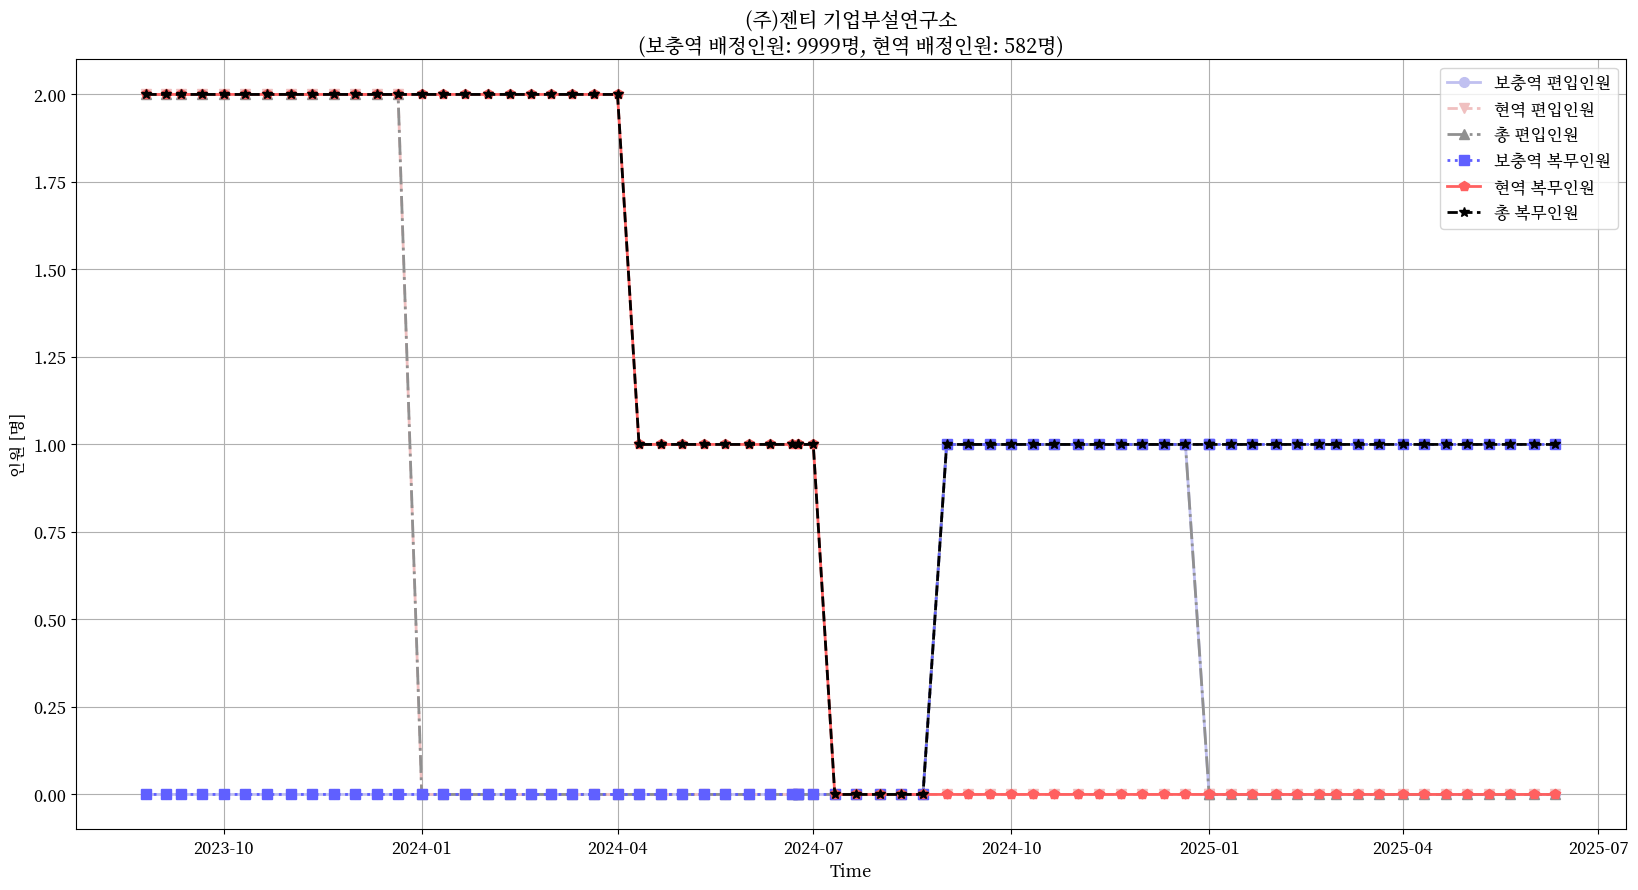 (주)젠티 기업부설연구소
(보충역 배정인원: 9999명, 현역 배정인원: 582명)
보충역 편입인원
현역 편입인원
총 편입인원
보충역 복무인원
현역 복무인원
총 복무인원
인원 [명]
2.00
1.75
1.50
1.25
1.00
0.75
0.50
0.25
0.00
2023-10 2024-01 2024-04 2024-07 2024-10 2025-01 2025-04 2025-07
Time